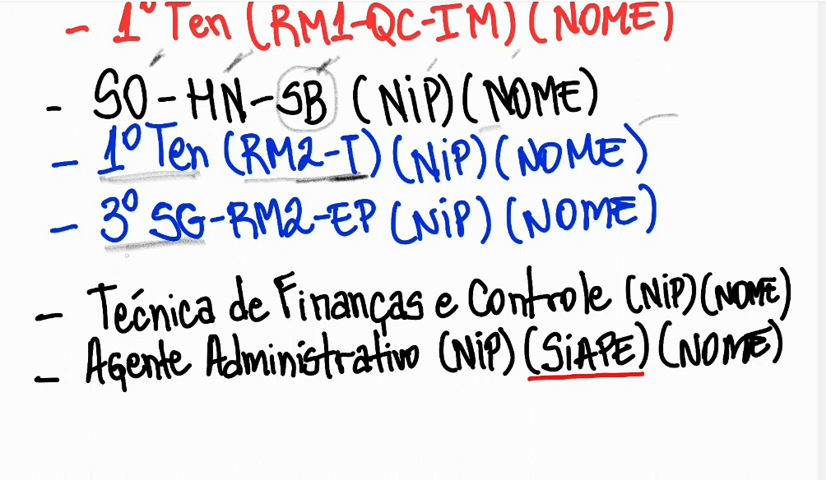 - 1º Ten (RM1-QC-IM) (NOME)
- SO-HN-SB (NiP) (NOME)
- 1º Ten (RM2-T) (NiP) (NOME)
- 3º SG-RM2-EP (NiP) (NOME)
- Técnica de Finanças e Controle (NiP) (NOME)
- Agente Administrativo (NiP) (SiAPE) (NOME)